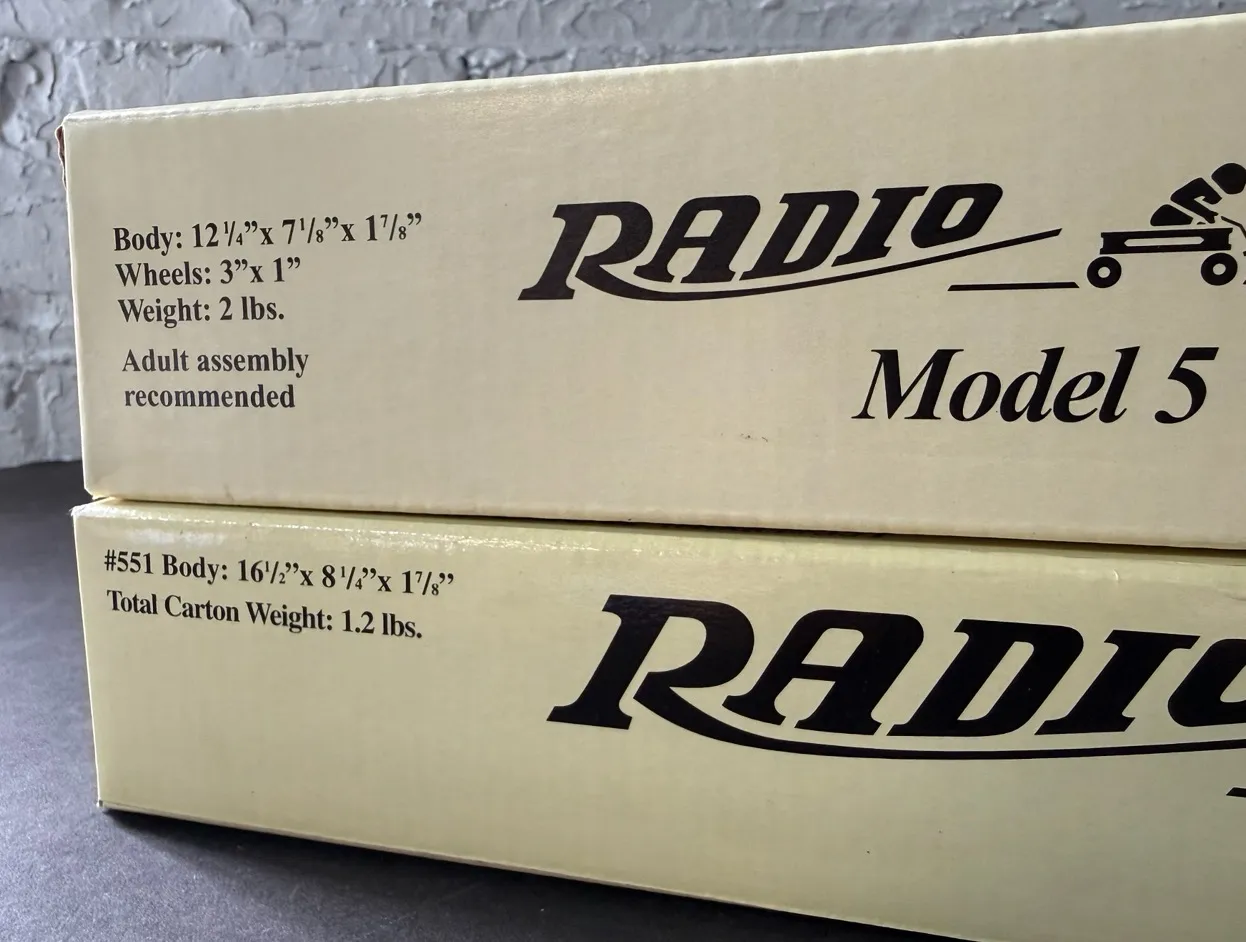 Body: 12 1/4”x 7 1/8”x 1 7/8”
Wheels: 3”x 1”
Weight: 2 lbs.
Adult assembly
recommended
RADIO
Model 5
#551 Body: 16 1/2”x 8 1/4”x 1 7/8”
Total Carton Weight: 1.2 lbs.
RADIO